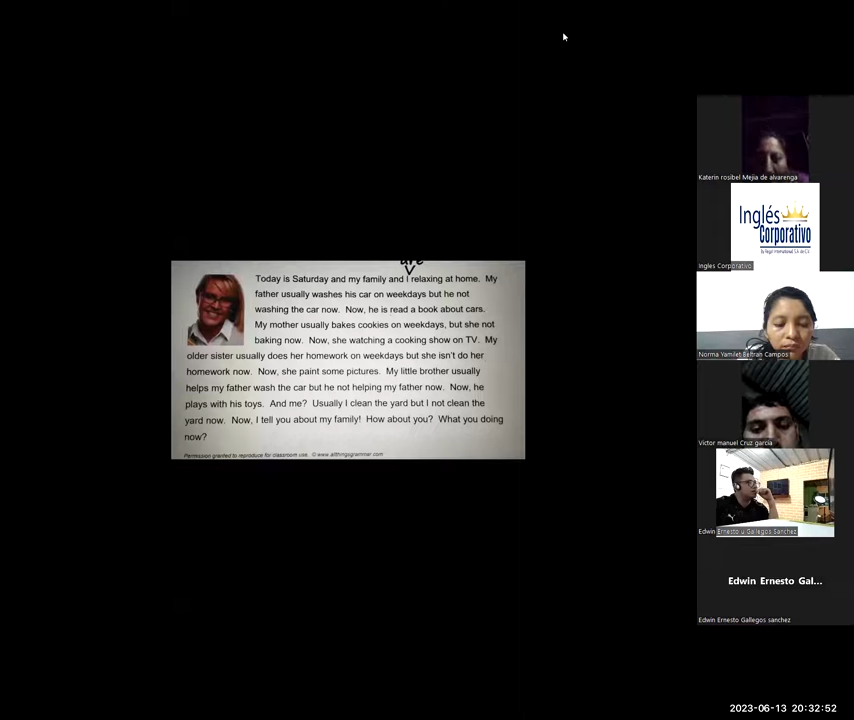 are
V
Today is Saturday and my family and I relaxing at home. My
father usually washes his car on weekdays but he not
washing the car now. Now, he is read a book about cars.
My mother usually bakes cookies on weekdays, but she not
baking now. Now, she watching a cooking show on TV. My
older sister usually does her homework on weekdays but she isn't do her
homework now. Now, she paint some pictures. My little brother usually
helps my father wash the car but he not helping my father now. Now, he
plays with his toys. And me? Usually I clean the yard but I not clean the
yard now. Now, I tell you about my family! How about you? What you doing
now?
Permission granted to reproduce for classroom use. © www.allthingsgrammar.com
Katerin rosibel Mejia de alvarenga
Inglés
Corporativo
Ingles Corporativo
Norma Yamilet Beltran Campos
Victor manuel Cruz garcia
Edwin Ernesto u Gallegos Sanchez
Edwin Ernesto Gal...
Edwin Ernesto Gallegos sanchez
2023-06-13 20:32:52